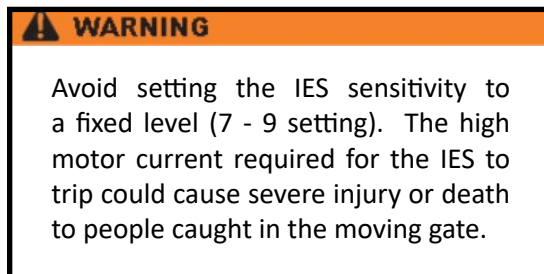 WARNING
Avoid setting the IES sensitivity to
a fixed level (7 - 9 setting). The high
motor current required for the IES to
trip could cause severe injury or death
to people caught in the moving gate.